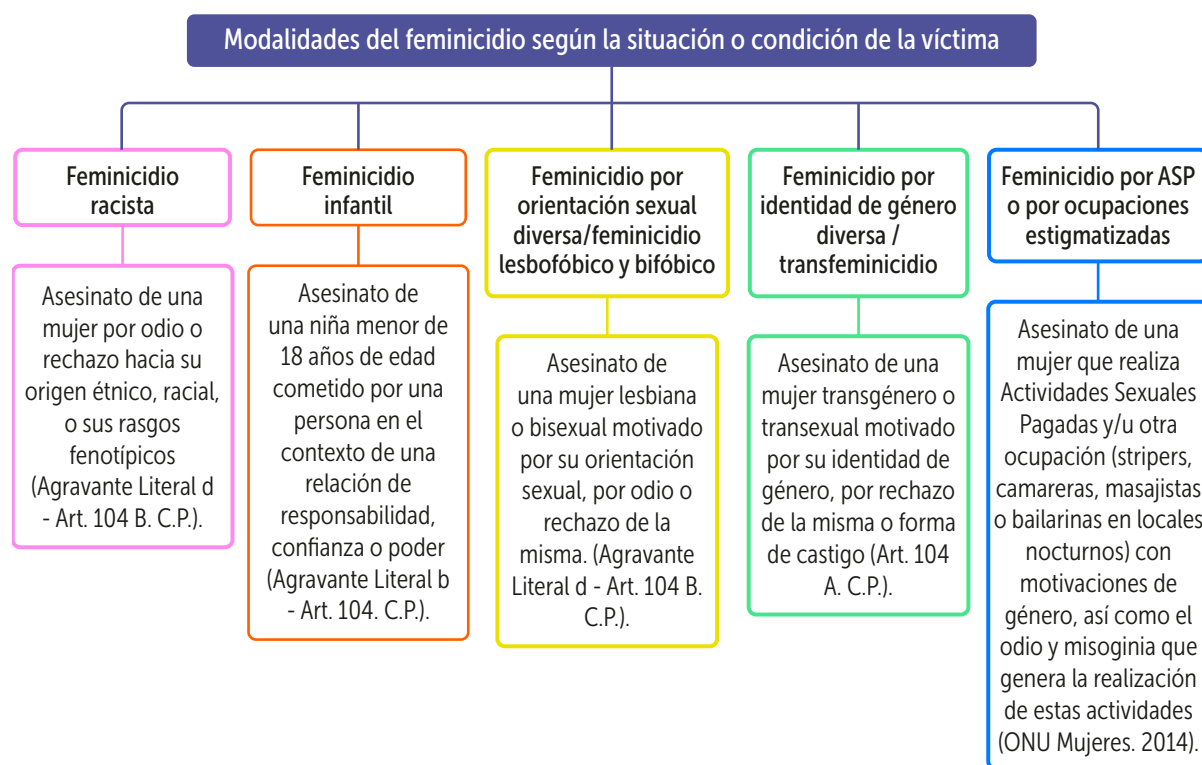 Modalidades del feminicidio según la situación o condición de la víctima
Feminicidio
racista
Asesinato de una
mujer por odio o
rechazo hacia su
origen étnico, racial,
o sus rasgos
fenotípicos
(Agravante Literal d
- Art. 104 B. C.P.).
Feminicidio
infantil
Asesinato de
una niña menor de
18 años de edad
cometido por una
persona en el
contexto de una
relación de
responsabilidad,
confianza o poder
(Agravante Literal b
- Art. 104. C.P.).
Feminicidio por
orientación sexual
diversa/feminicidio
lesbofóbico y bifóbico
Asesinato de
una mujer lesbiana
o bisexual motivado
por su orientación
sexual, por odio o
rechazo de la
misma. (Agravante
Literal d - Art. 104 B.
C.P.).
Feminicidio por
identidad de género
diversa /
transfeminicidio
Asesinato de una
mujer transgénero o
transexual motivado
por su identidad de
género, por rechazo
de la misma o forma
de castigo (Art. 104
A. C.P.).
Feminicidio por ASP
o por ocupaciones
estigmatizadas
Asesinato de una
mujer que realiza
Actividades Sexuales
Pagadas y/u otra
ocupación (stripers,
camareras, masajistas
o bailarinas en locales
nocturnos) con
motivaciones de
género, así como el
odio y misoginia que
genera la realización
de estas actividades
(ONU Mujeres. 2014).